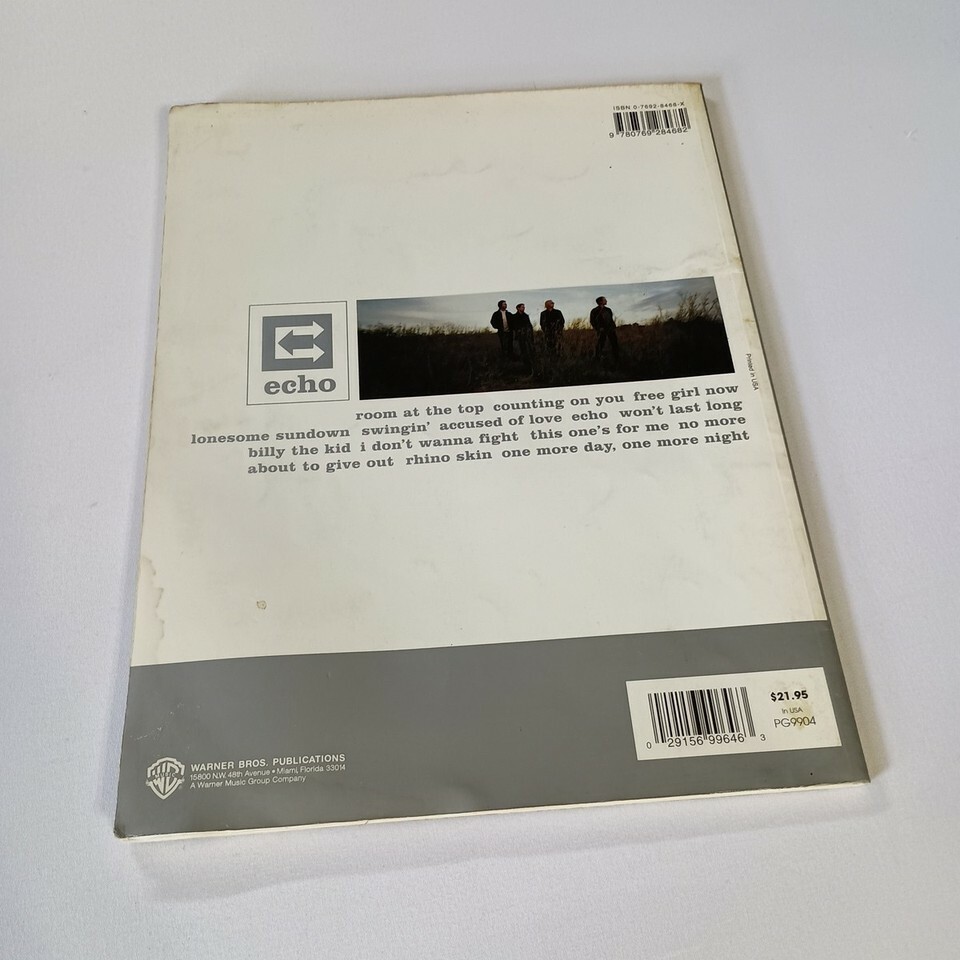 ISBN 0-7692-8468-X
9 780769 284682
echo
Printed in USA
room at the top counting on you free girl now
lonesome sundown swingin' accused of love echo won't last long
billy the kid i don't wanna fight this one's for me no more
about to give out rhino skin one more day, one more night
$21.95
In USA
PG9904
0 29156 99646 3
WARNER BROS. PUBLICATIONS
15800 N.W. 48th Avenue • Miami, Florida 33014
A Warner Music Group Company